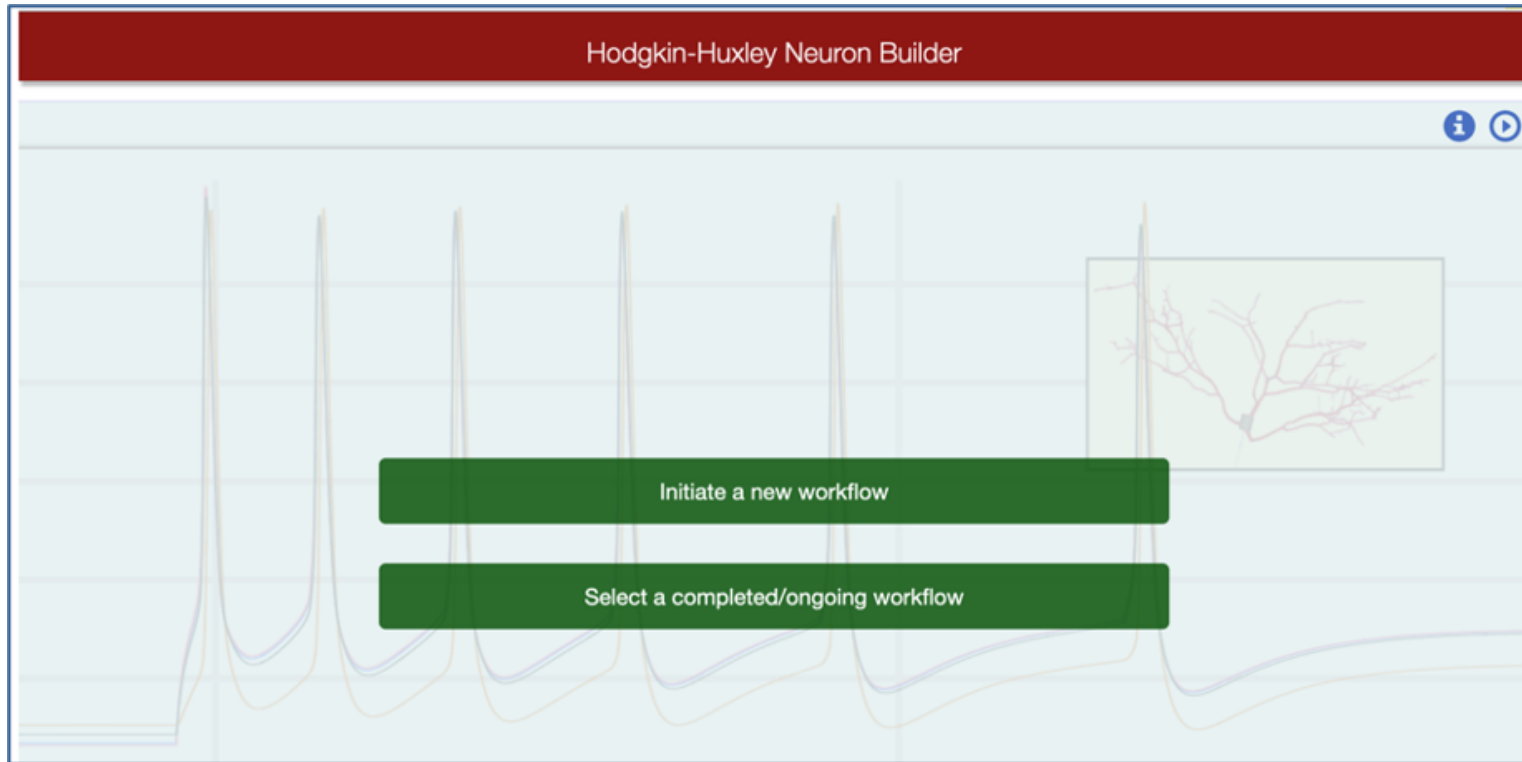 Hodgkin-Huxley Neuron Builder
Initiate a new workflow
Select a completed/ongoing workflow